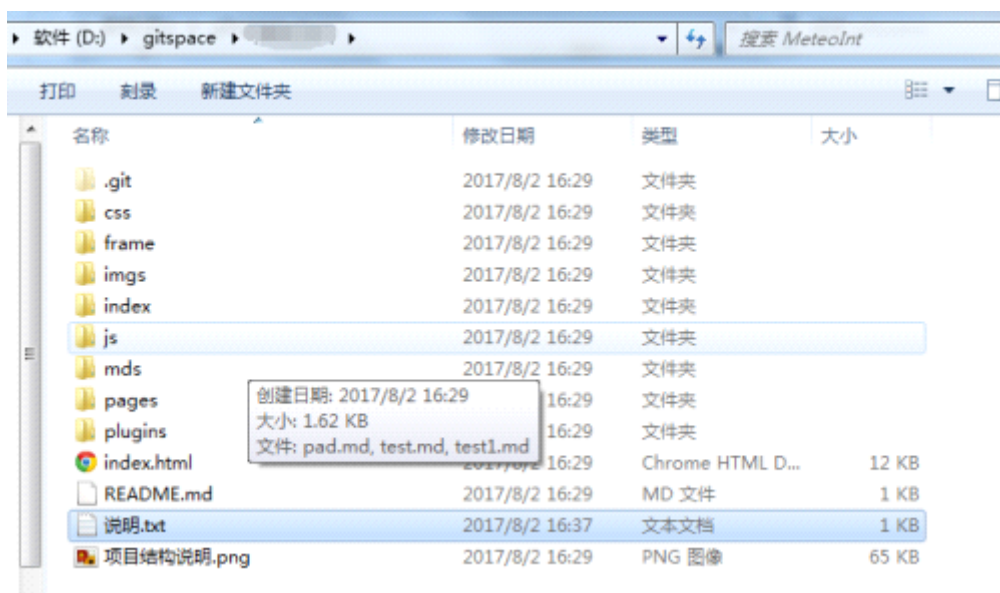 软件 (D:) gitspace
搜索 MeteoInt
打印 刻录 新建文件夹
名称 修改日期 类型 大小
.git 2017/8/2 16:29 文件夹
css 2017/8/2 16:29 文件夹
frame 2017/8/2 16:29 文件夹
imgs 2017/8/2 16:29 文件夹
index 2017/8/2 16:29 文件夹
js 2017/8/2 16:29 文件夹
mds 2017/8/2 16:29 文件夹
pages 16:29 文件夹
plugins 16:29 文件夹
创建日期: 2017/8/2 16:29
大小: 1.62 KB
文件: pad.md, test.md, test1.md
index.html 2017/8/2 16:29 Chrome HTML D... 12 KB
README.md 2017/8/2 16:29 MD 文件 1 KB
说明.txt 2017/8/2 16:37 文本文档 1 KB
项目结构说明.png 2017/8/2 16:29 PNG 图像 65 KB